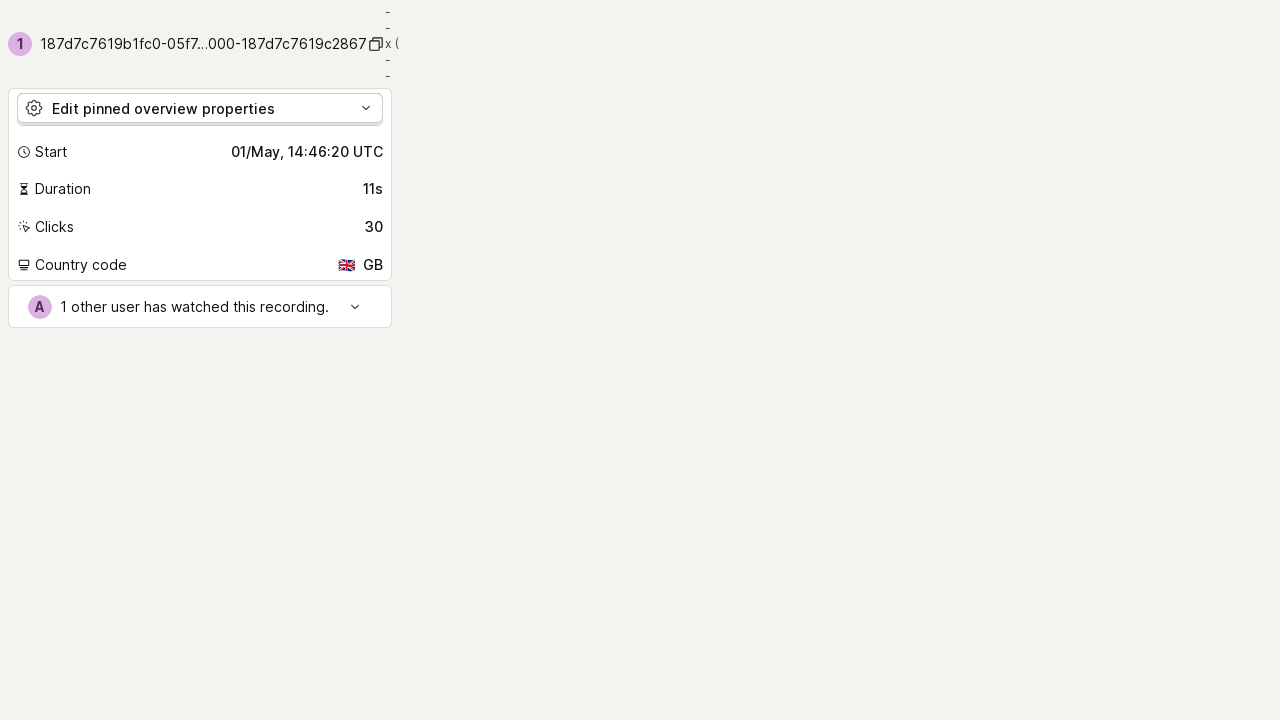 1 187d7c7619b1fc0-05f7…000-187d7c7619c2867
-
-
x (
-
-
Edit pinned overview properties
Start 01/May, 14:46:20 UTC
Duration 11s
Clicks 30
Country code 🇬🇧 GB
A 1 other user has watched this recording.